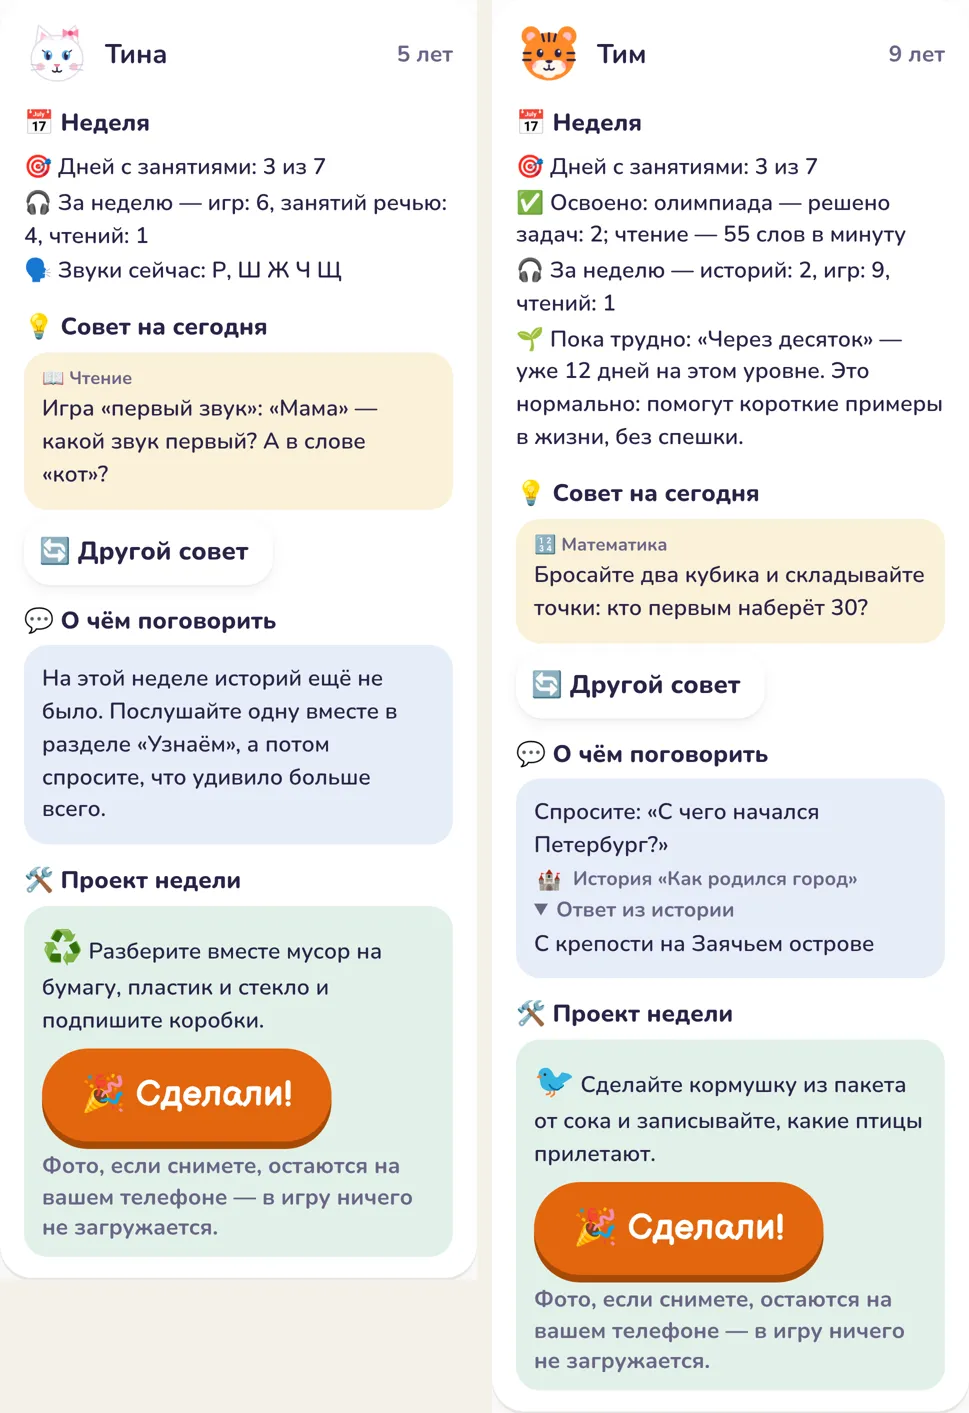 Тина
5 лет
📅 Неделя
🎯 Дней с занятиями: 3 из 7
🎧 За неделю — игр: 6, занятий речью:
4, чтений: 1
🗣️ Звуки сейчас: Р, Ш Ж Ч Щ
💡 Совет на сегодня
📖 Чтение
Игра «первый звук»: «Мама» —
какой звук первый? А в слове
«кот»?
🔄 Другой совет
💬 О чём поговорить
На этой неделе историй ещё не
было. Послушайте одну вместе в
разделе «Узнаём», а потом
спросите, что удивило больше
всего.
🛠️ Проект недели
♻️ Разберите вместе мусор на
бумагу, пластик и стекло и
подпишите коробки.
🎉 Сделали!
Фото, если снимете, остаются на
вашем телефоне — в игру ничего
не загружается.
Тим
9 лет
📅 Неделя
🎯 Дней с занятиями: 3 из 7
✅ Освоено: олимпиада — решено
задач: 2; чтение — 55 слов в минуту
🎧 За неделю — историй: 2, игр: 9,
чтений: 1
🌱 Пока трудно: «Через десяток» —
уже 12 дней на этом уровне. Это
нормально: помогут короткие примеры
в жизни, без спешки.
💡 Совет на сегодня
🔢 Математика
Бросайте два кубика и складывайте
точки: кто первым наберёт 30?
🔄 Другой совет
💬 О чём поговорить
Спросите: «С чего начался
Петербург?»
🏰 История «Как родился город»
▼ Ответ из истории
С крепости на Заячьем острове
🛠️ Проект недели
🐦 Сделайте кормушку из пакета
от сока и записывайте, какие птицы
прилетают.
🎉 Сделали!
Фото, если снимете, остаются на
вашем телефоне — в игру ничего
не загружается.